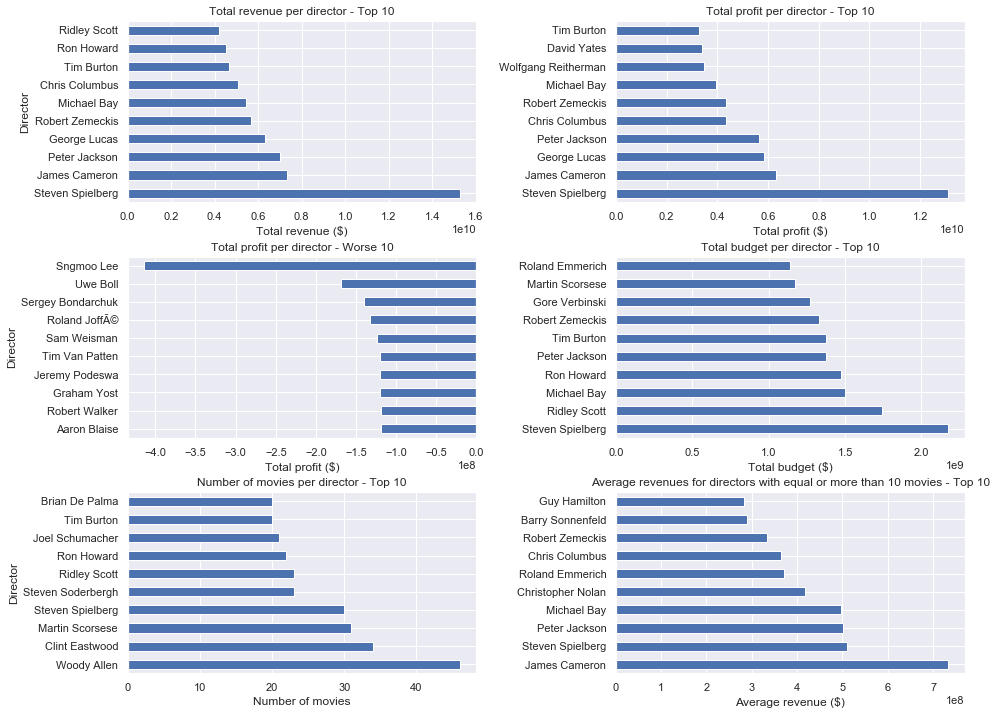 Total revenue per director - Top 10
Director
Ridley Scott
Ron Howard
Tim Burton
Chris Columbus
Michael Bay
Robert Zemeckis
George Lucas
Peter Jackson
James Cameron
Steven Spielberg
0.0 0.2 0.4 0.6 0.8 1.0 1.2 1.4 1.6
Total revenue ($)
1e10
Total profit per director - Top 10
Tim Burton
David Yates
Wolfgang Reitherman
Michael Bay
Robert Zemeckis
Chris Columbus
Peter Jackson
George Lucas
James Cameron
Steven Spielberg
0.0 0.2 0.4 0.6 0.8 1.0 1.2
Total profit ($)
1e10
Total profit per director - Worse 10
Director
Sngmoo Lee
Uwe Boll
Sergey Bondarchuk
Roland JoffÃ©
Sam Weisman
Tim Van Patten
Jeremy Podeswa
Graham Yost
Robert Walker
Aaron Blaise
−4.0 −3.5 −3.0 −2.5 −2.0 −1.5 −1.0 −0.5 0.0
Total profit ($)
1e8
Total budget per director - Top 10
Roland Emmerich
Martin Scorsese
Gore Verbinski
Robert Zemeckis
Tim Burton
Peter Jackson
Ron Howard
Michael Bay
Ridley Scott
Steven Spielberg
0.0 0.5 1.0 1.5 2.0
Total budget ($)
1e9
Number of movies per director - Top 10
Director
Brian De Palma
Tim Burton
Joel Schumacher
Ron Howard
Ridley Scott
Steven Soderbergh
Steven Spielberg
Martin Scorsese
Clint Eastwood
Woody Allen
0 10 20 30 40
Number of movies
Average revenues for directors with equal or more than 10 movies - Top 10
Guy Hamilton
Barry Sonnenfeld
Robert Zemeckis
Chris Columbus
Roland Emmerich
Christopher Nolan
Michael Bay
Peter Jackson
Steven Spielberg
James Cameron
0 1 2 3 4 5 6 7
Average revenue ($)
1e8